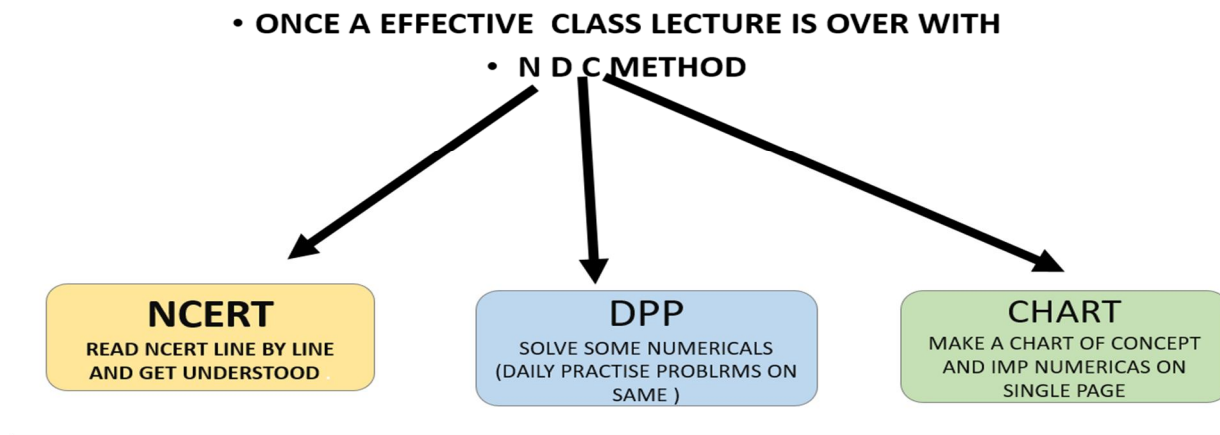 • ONCE A EFFECTIVE CLASS LECTURE IS OVER WITH
• N D C METHOD
NCERT
READ NCERT LINE BY LINE
AND GET UNDERSTOOD .
DPP
SOLVE SOME NUMERICALS
(DAILY PRACTISE PROBLRMS ON
SAME )
CHART
MAKE A CHART OF CONCEPT
AND IMP NUMERICAS ON
SINGLE PAGE